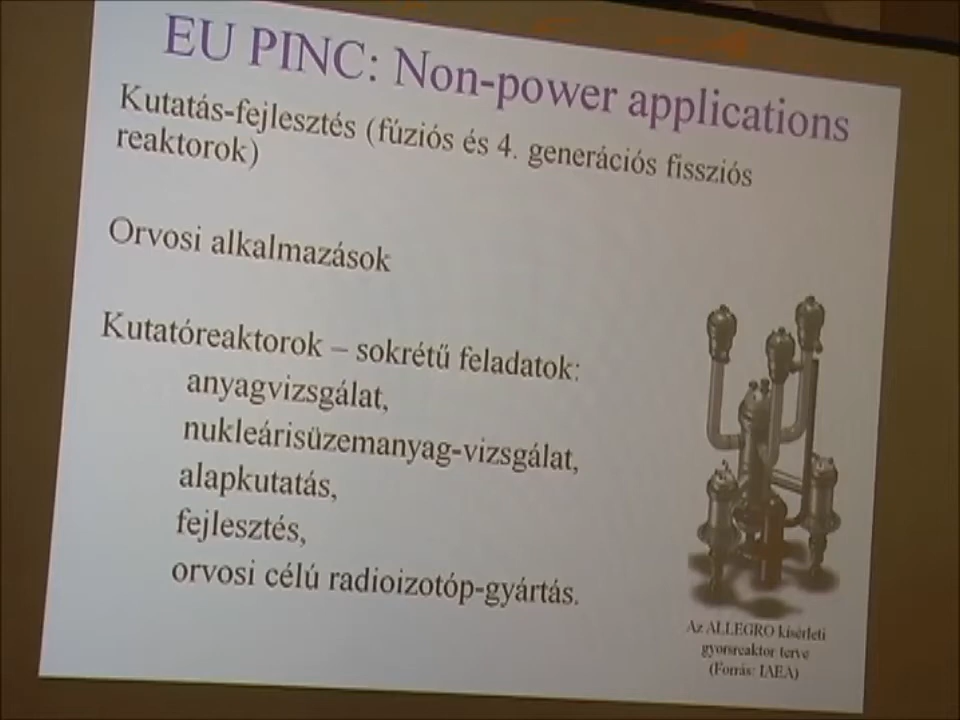 EU PINC: Non-power applications
Kutatás-fejlesztés (fúziós és 4. generációs fissziós
reaktorok)
Orvosi alkalmazások
Kutatóreaktorok – sokrétű feladatok:
anyagvizsgálat,
nukleárisüzemanyag-vizsgálat,
alapkutatás,
fejlesztés,
orvosi célú radioizotóp-gyártás.
Az ALLEGRO kísérleti
gyorsreaktor terve
(Forrás: IAEA)